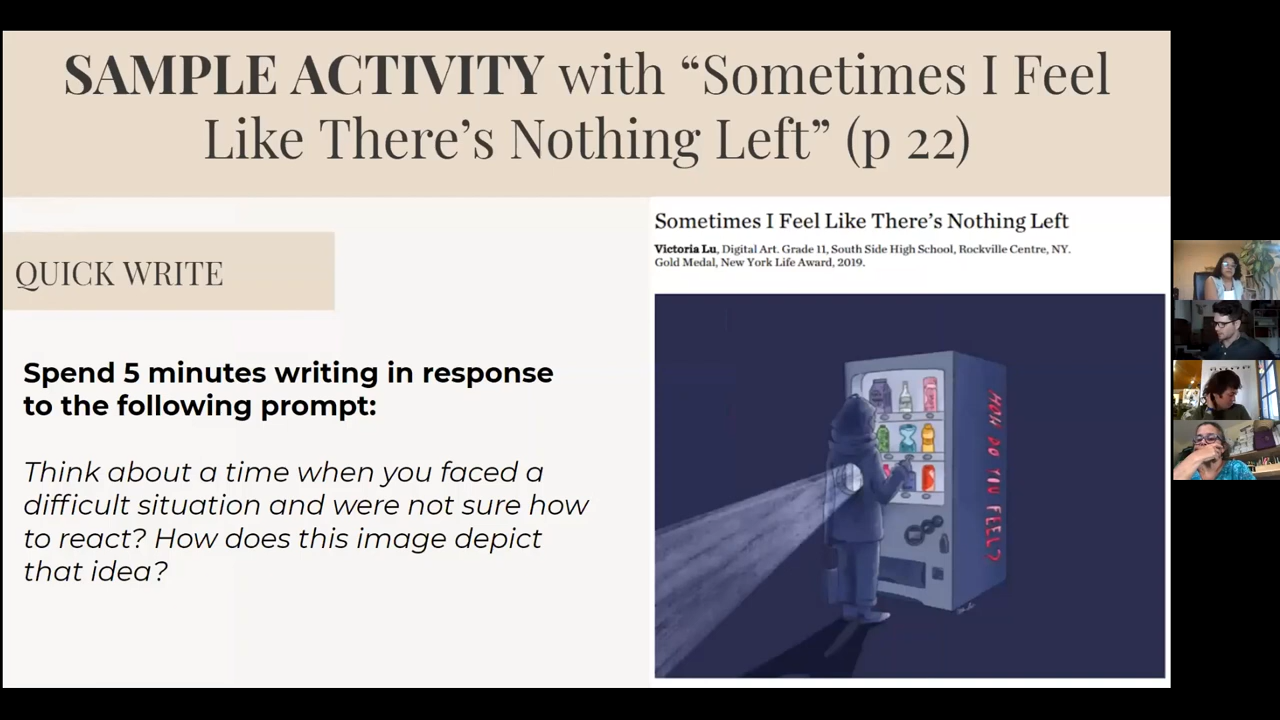 SAMPLE ACTIVITY with “Sometimes I Feel
Like There’s Nothing Left” (p 22)
QUICK WRITE
Spend 5 minutes writing in response
to the following prompt:
Think about a time when you faced a
difficult situation and were not sure how
to react? How does this image depict
that idea?
Sometimes I Feel Like There’s Nothing Left
Victoria Lu, Digital Art. Grade 11, South Side High School, Rockville Centre, NY.
Gold Medal, New York Life Award, 2019.
HOW DO YOU FEEL?